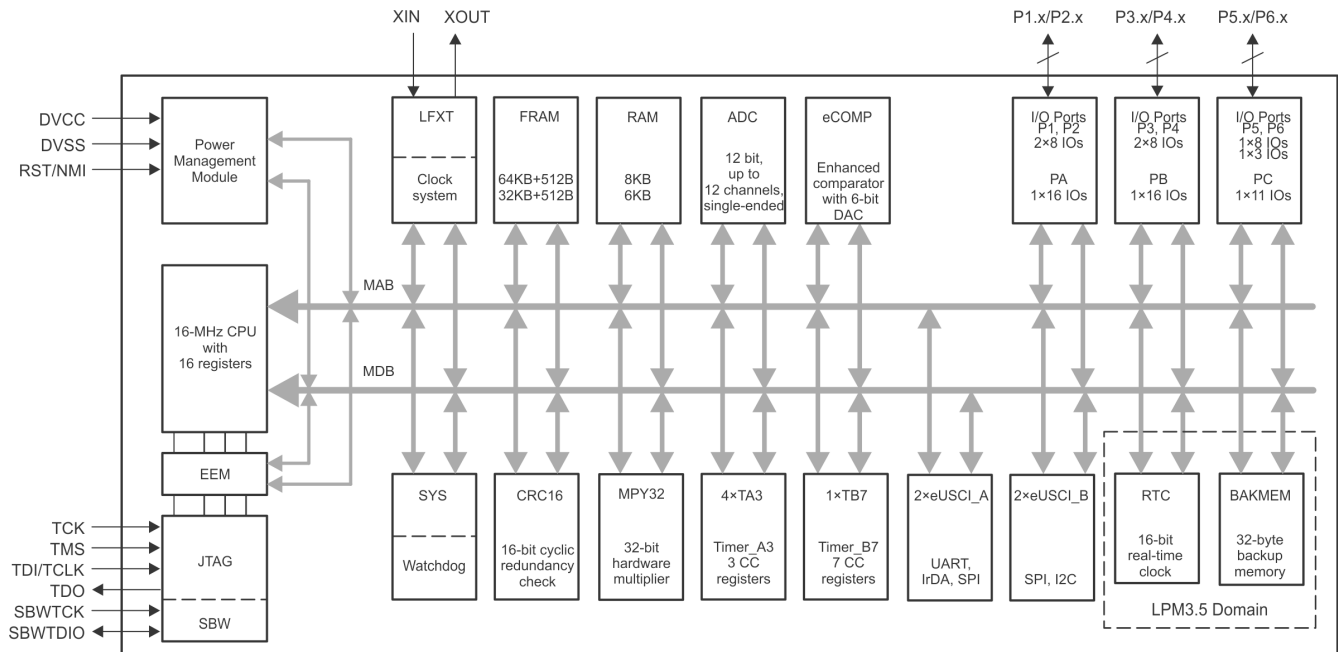 XIN
XOUT
P1.x/P2.x
P3.x/P4.x
P5.x/P6.x
DVCC
DVSS
RST/NMI
Power
Management
Module
LFXT
Clock
system
FRAM
64KB+512B
32KB+512B
RAM
8KB
6KB
ADC
12 bit,
up to
12 channels,
single-ended
eCOMP
Enhanced
comparator
with 6-bit
DAC
I/O Ports
P1, P2
2×8 IOs
PA
1×16 IOs
I/O Ports
P3, P4
2×8 IOs
PB
1×16 IOs
I/O Ports
P5, P6
1×8 IOs
1×3 IOs
PC
1×11 IOs
MAB
16-MHz CPU
with
16 registers
MDB
EEM
TCK
TMS
TDI/TCLK
TDO
SBWTCK
SBWTDIO
JTAG
SBW
SYS
Watchdog
CRC16
16-bit cyclic
redundancy
check
MPY32
32-bit
hardware
multiplier
4×TA3
Timer_A3
3 CC
registers
1×TB7
Timer_B7
7 CC
registers
2×eUSCI_A
UART,
IrDA, SPI
2×eUSCI_B
SPI, I2C
RTC
16-bit
real-time
clock
BAKMEM
32-byte
backup
memory
LPM3.5 Domain